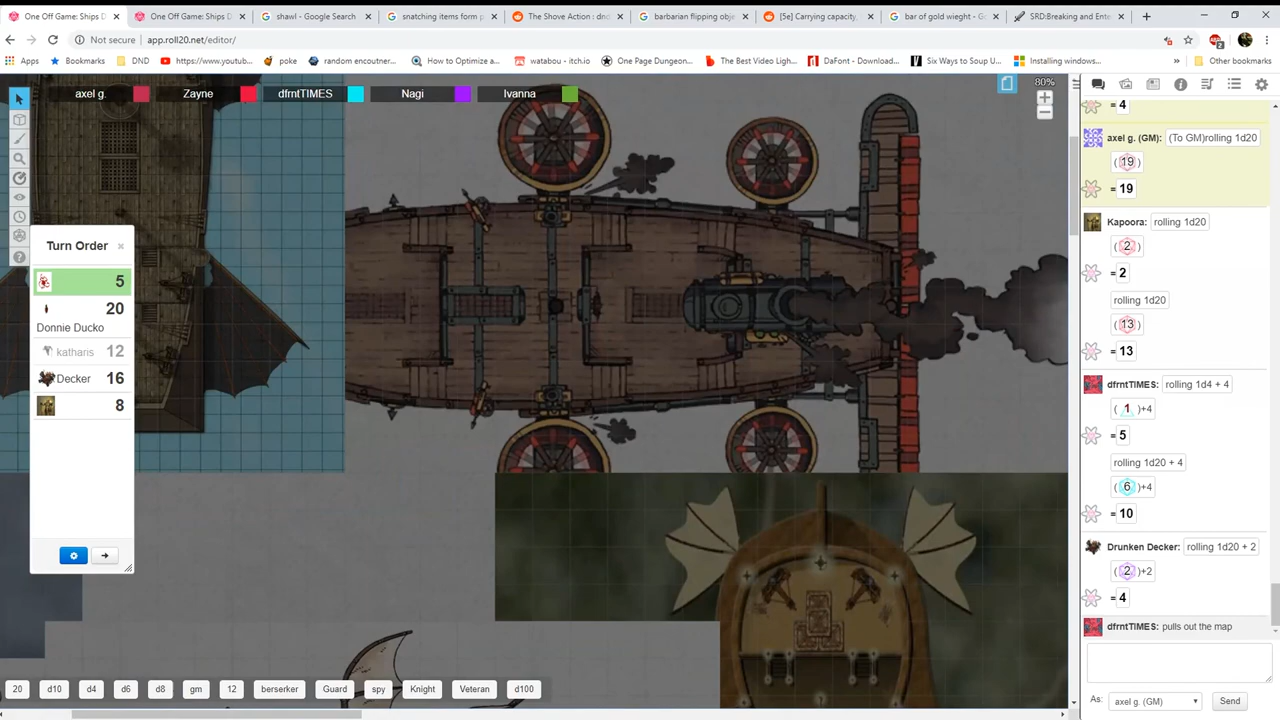 One Off Game: Ships D
One Off Game: Ships D
shawl - Google Search
snatching items form p
The Shove Action : dnd
barbarian flipping obje
[5e] Carrying capacity,
bar of gold wieght - Go
SRD:Breaking and Ente
Not secure app.roll20.net/editor/
2
Apps Bookmarks DND https://www.youtub... poke random encoutner... How to Optimize a... watabou - itch.io One Page Dungeon... The Best Video Ligh... DaFont - Download... Six Ways to Soup U... Installing windows... » Other bookmarks
axel g. Zayne dfrntTIMES Nagi Ivanna
80%
Turn Order
5
20
Donnie Ducko
katharis 12
Decker 16
8
= 4
axel g. (GM): (To GM)rolling 1d20
(19)
= 19
Kapoora: rolling 1d20
(2)
= 2
rolling 1d20
(13)
= 13
dfrntTIMES: rolling 1d4 + 4
(1)+4
= 5
rolling 1d20 + 4
(6)+4
= 10
Drunken Decker: rolling 1d20 + 2
(2)+2
= 4
dfrntTIMES: pulls out the map
20 d10 d4 d6 d8 gm 12 berserker Guard spy Knight Veteran d100
As: axel g. (GM) Send